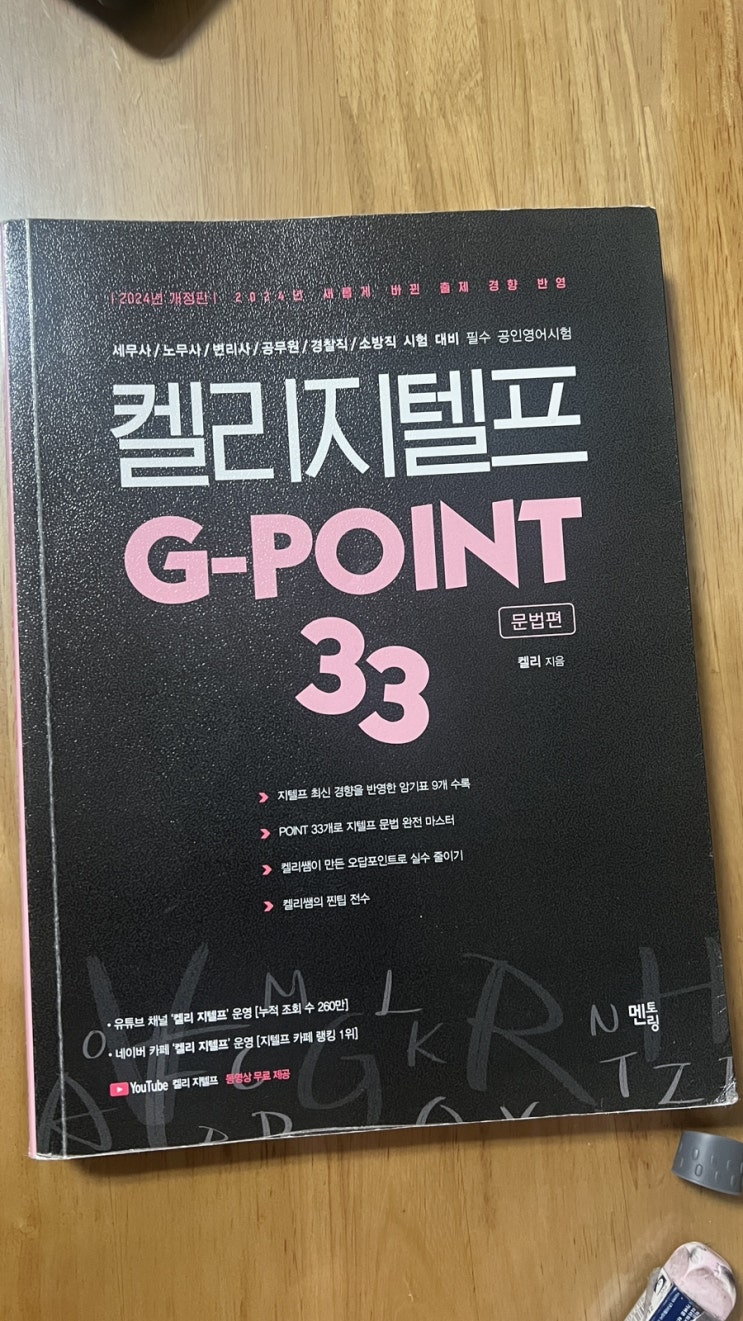 | 2024년 개정판 | 2024년 새롭게 바뀐 출제 경향 반영
세무사/노무사/변리사/공무원/경찰직/소방직 시험 대비 필수 공인영어시험
켈리지텔프
G-POINT
33
문법편
켈리 지음
지텔프 최신 경향을 반영한 암기표 9개 수록
POINT 33개로 지텔프 문법 완전 마스터
켈리쌤이 만든 오답포인트로 실수 줄이기
켈리쌤의 찐팁 전수
• 유튜브 채널 '켈리 지텔프' 운영 [누적 조회 수 260만]
• 네이버 카페 '켈리 지텔프' 운영 [지텔프 카페 랭킹 1위]
YouTube 켈리 지텔프 동영상 무료 제공
멘토링